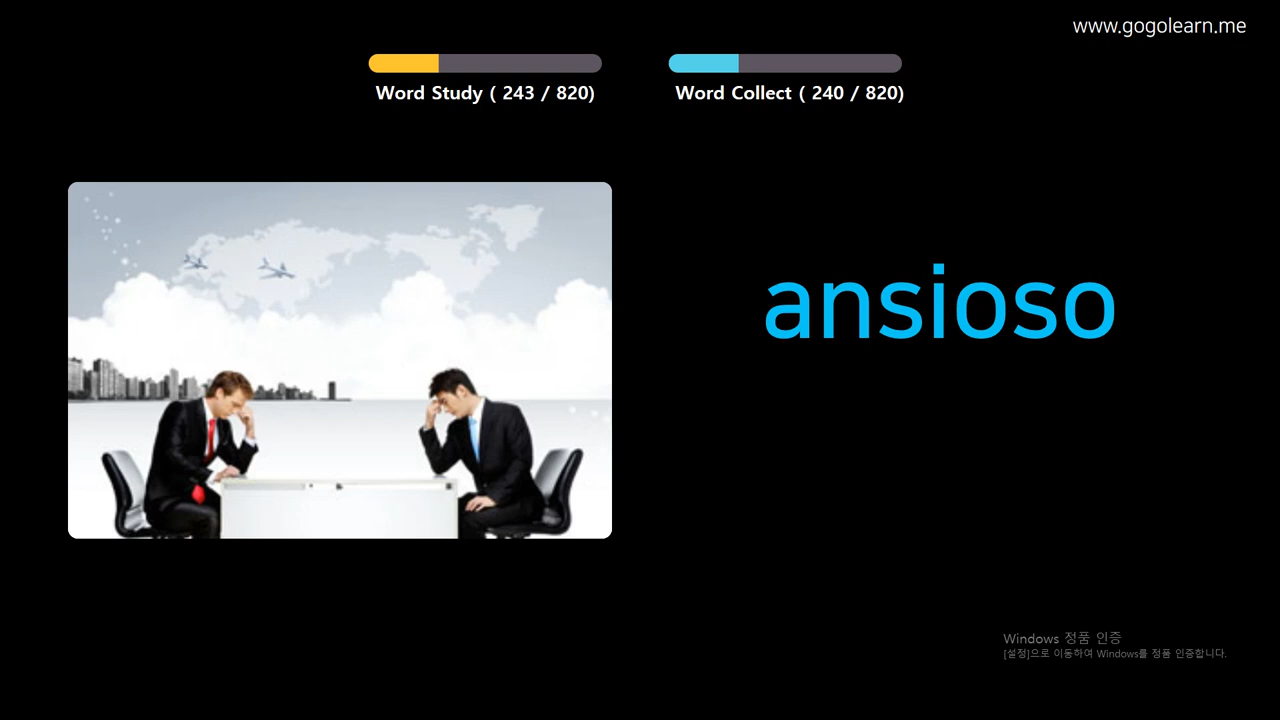 www.gogolearn.me
Word Study ( 243 / 820)
Word Collect ( 240 / 820)
ansioso
Windows 정품 인증
[설정]으로 이동하여 Windows를 정품 인증합니다.